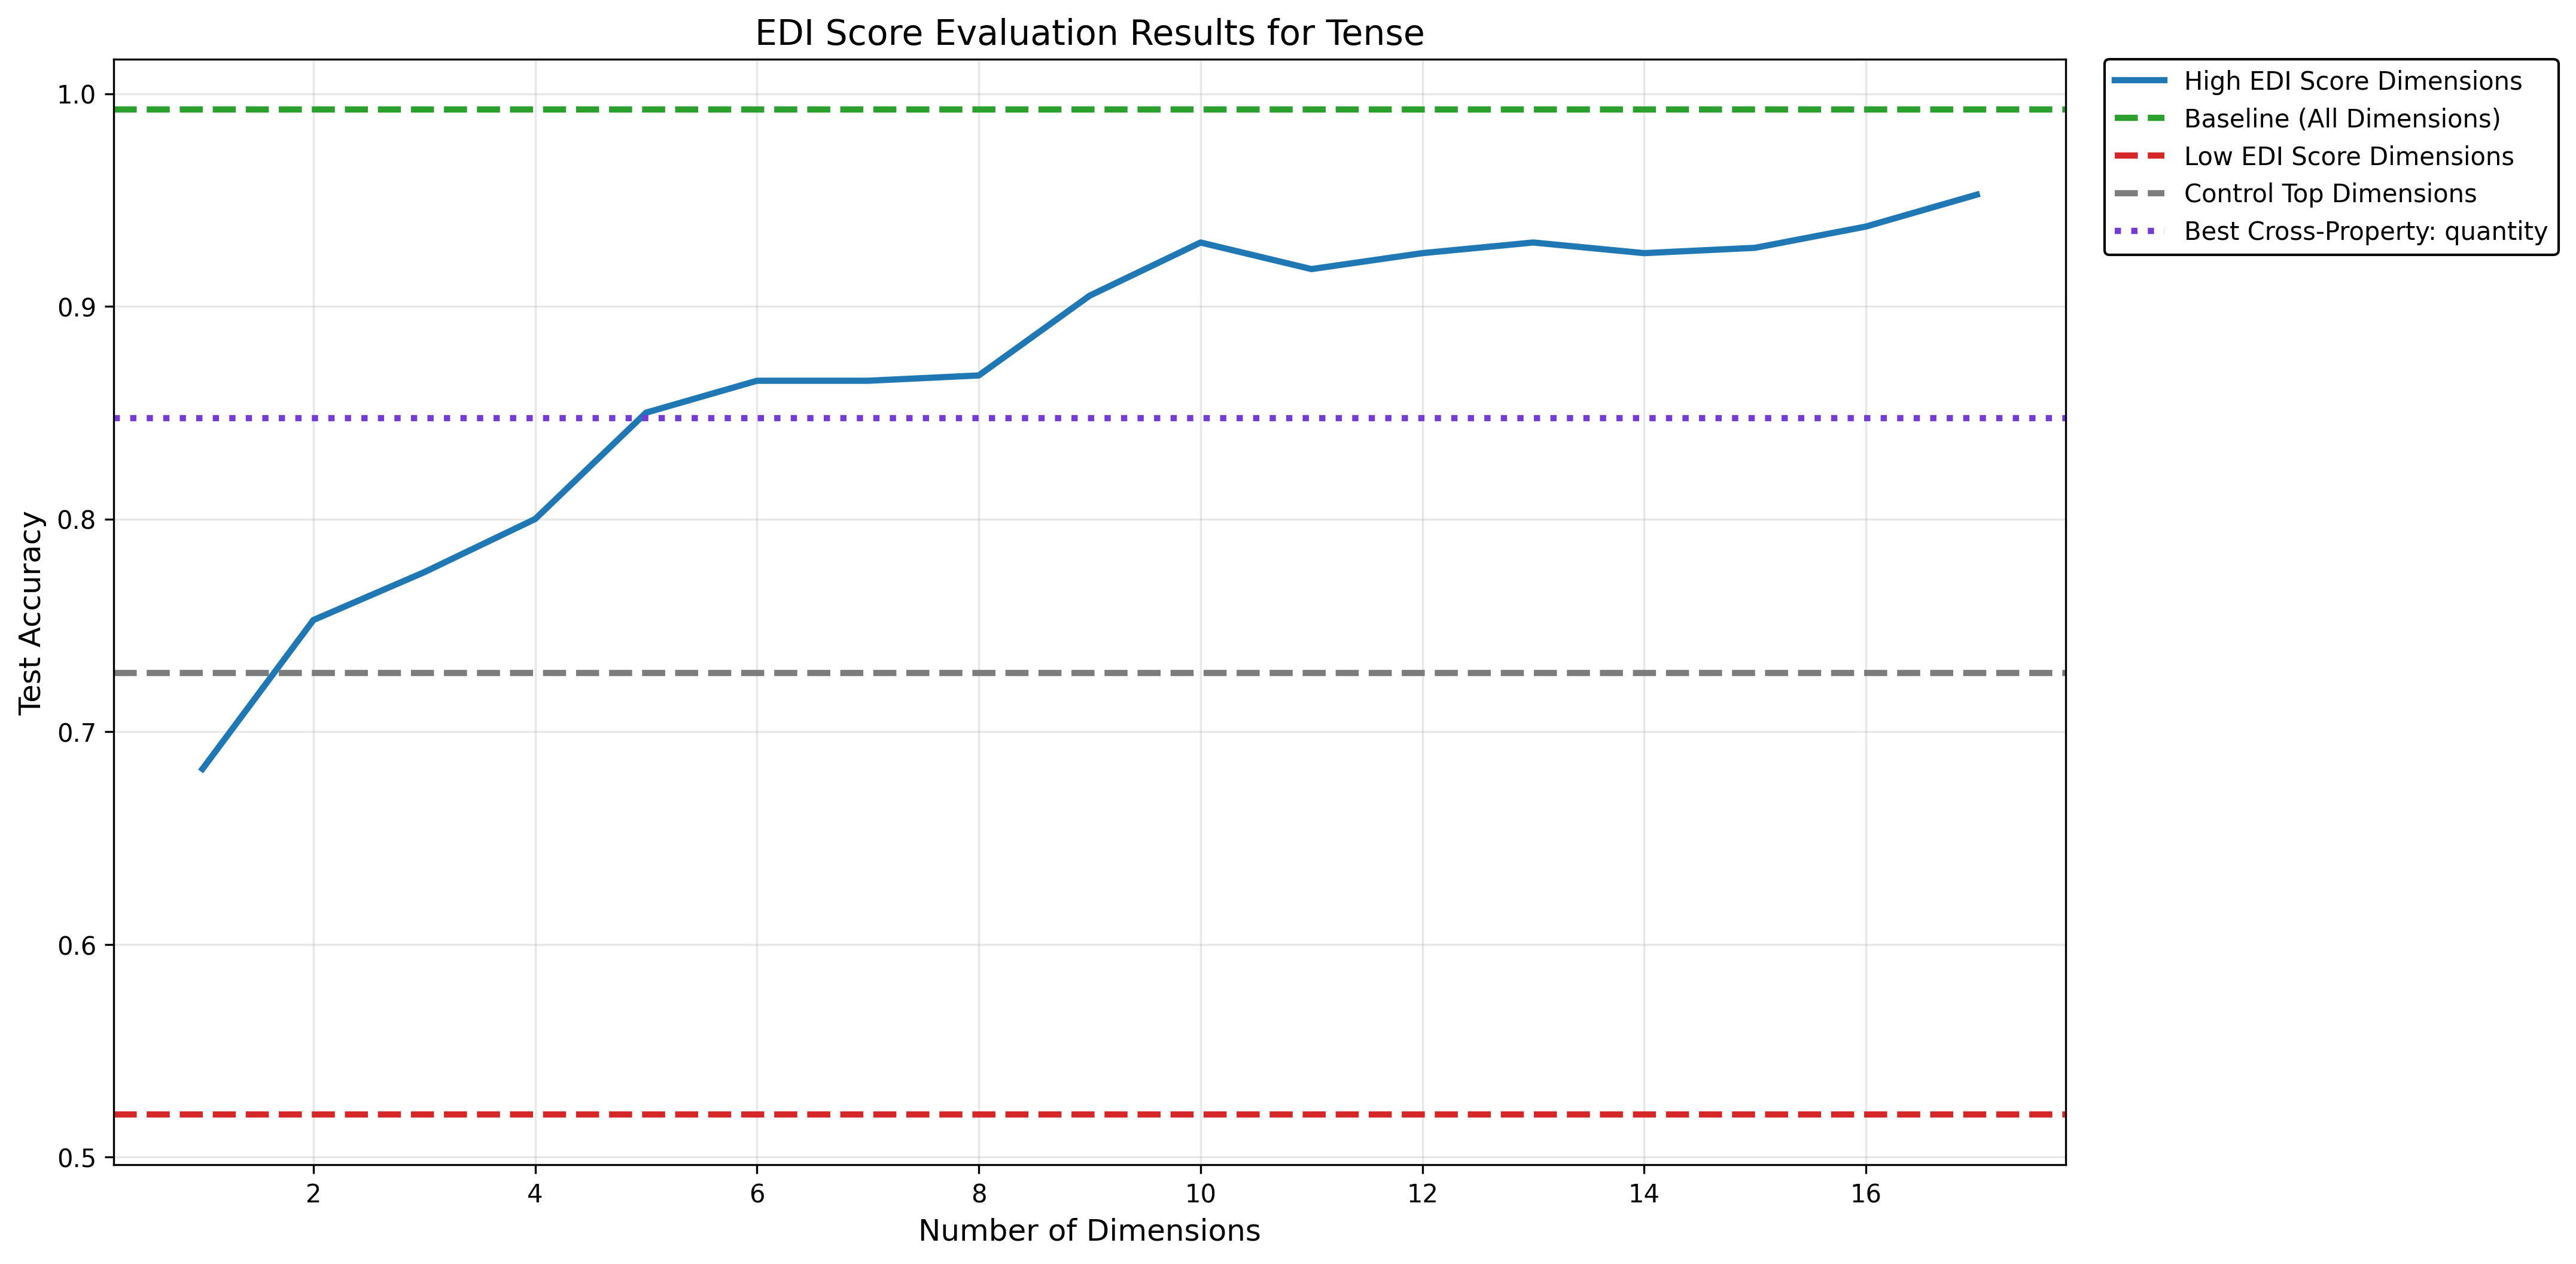 EDI Score Evaluation Results for Tense
High EDI Score Dimensions
Baseline (All Dimensions)
Low EDI Score Dimensions
Control Top Dimensions
Best Cross-Property: quantity
Test Accuracy
1.0
0.9
0.8
0.7
0.6
0.5
2 4 6 8 10 12 14 16
Number of Dimensions